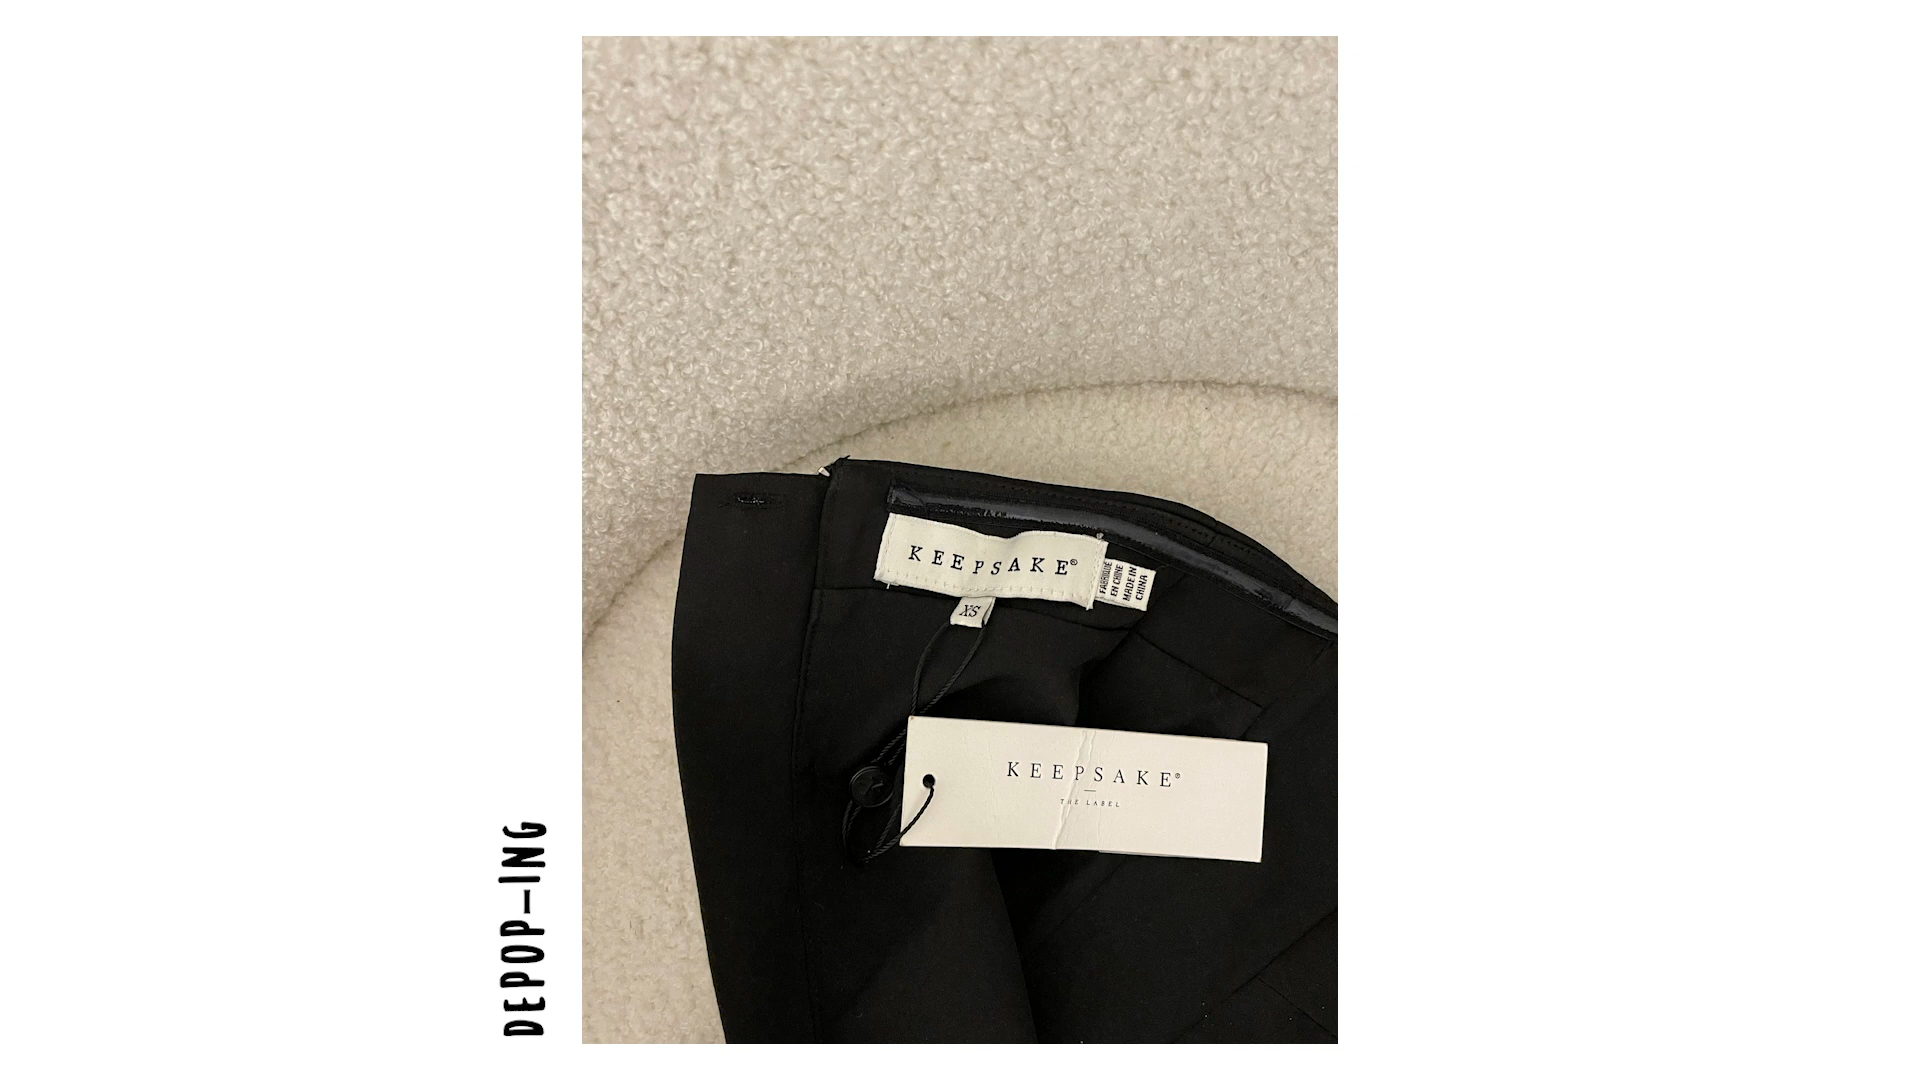 KEEPSAKE®
FABRIQUÉ
EN CHINE
MADE IN
CHINA
XS
KEEPSAKE®
THE LABEL
DEPOP-ING